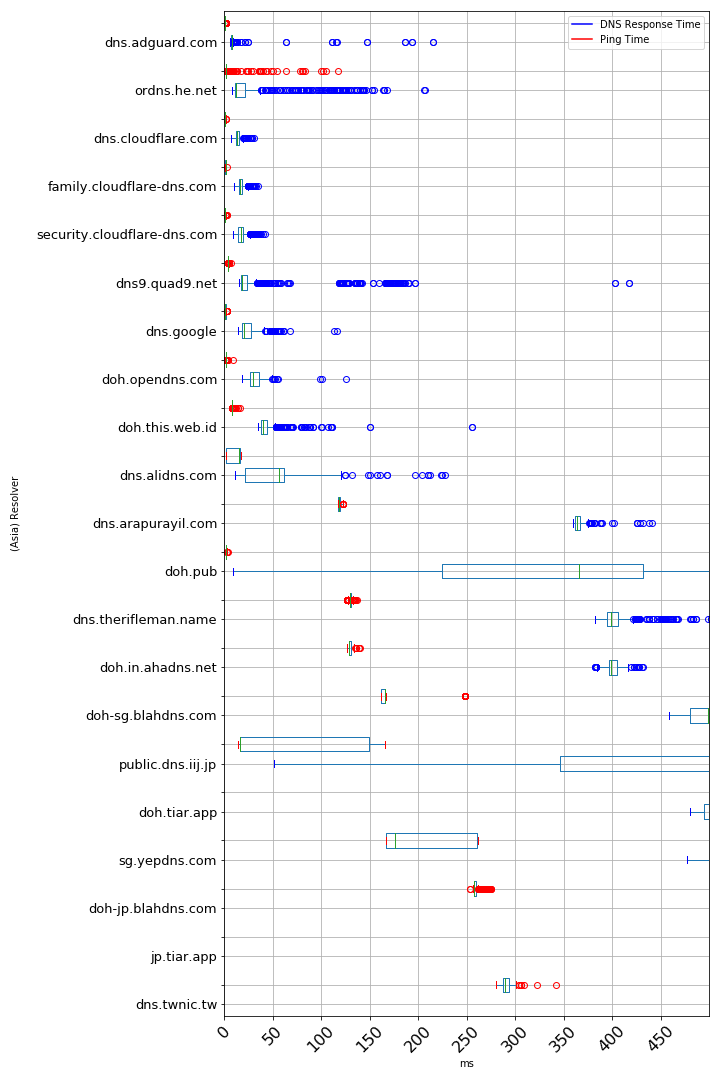 DNS Response Time
Ping Time
dns.adguard.com
ordns.he.net
dns.cloudflare.com
family.cloudflare-dns.com
security.cloudflare-dns.com
dns9.quad9.net
dns.google
doh.opendns.com
doh.this.web.id
dns.alidns.com
dns.arapurayil.com
doh.pub
dns.therifleman.name
doh.in.ahadns.net
doh-sg.blahdns.com
public.dns.iij.jp
doh.tiar.app
sg.yepdns.com
doh-jp.blahdns.com
jp.tiar.app
dns.twnic.tw
(Asia) Resolver
0 50 100 150 200 250 300 350 400 450
ms